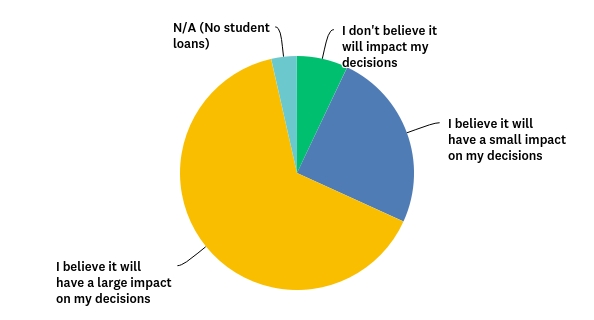 N/A (No student
loans)
I don't believe it
will impact my
decisions
I believe it will
have a small impact
on my decisions
I believe it will
have a large impact
on my decisions